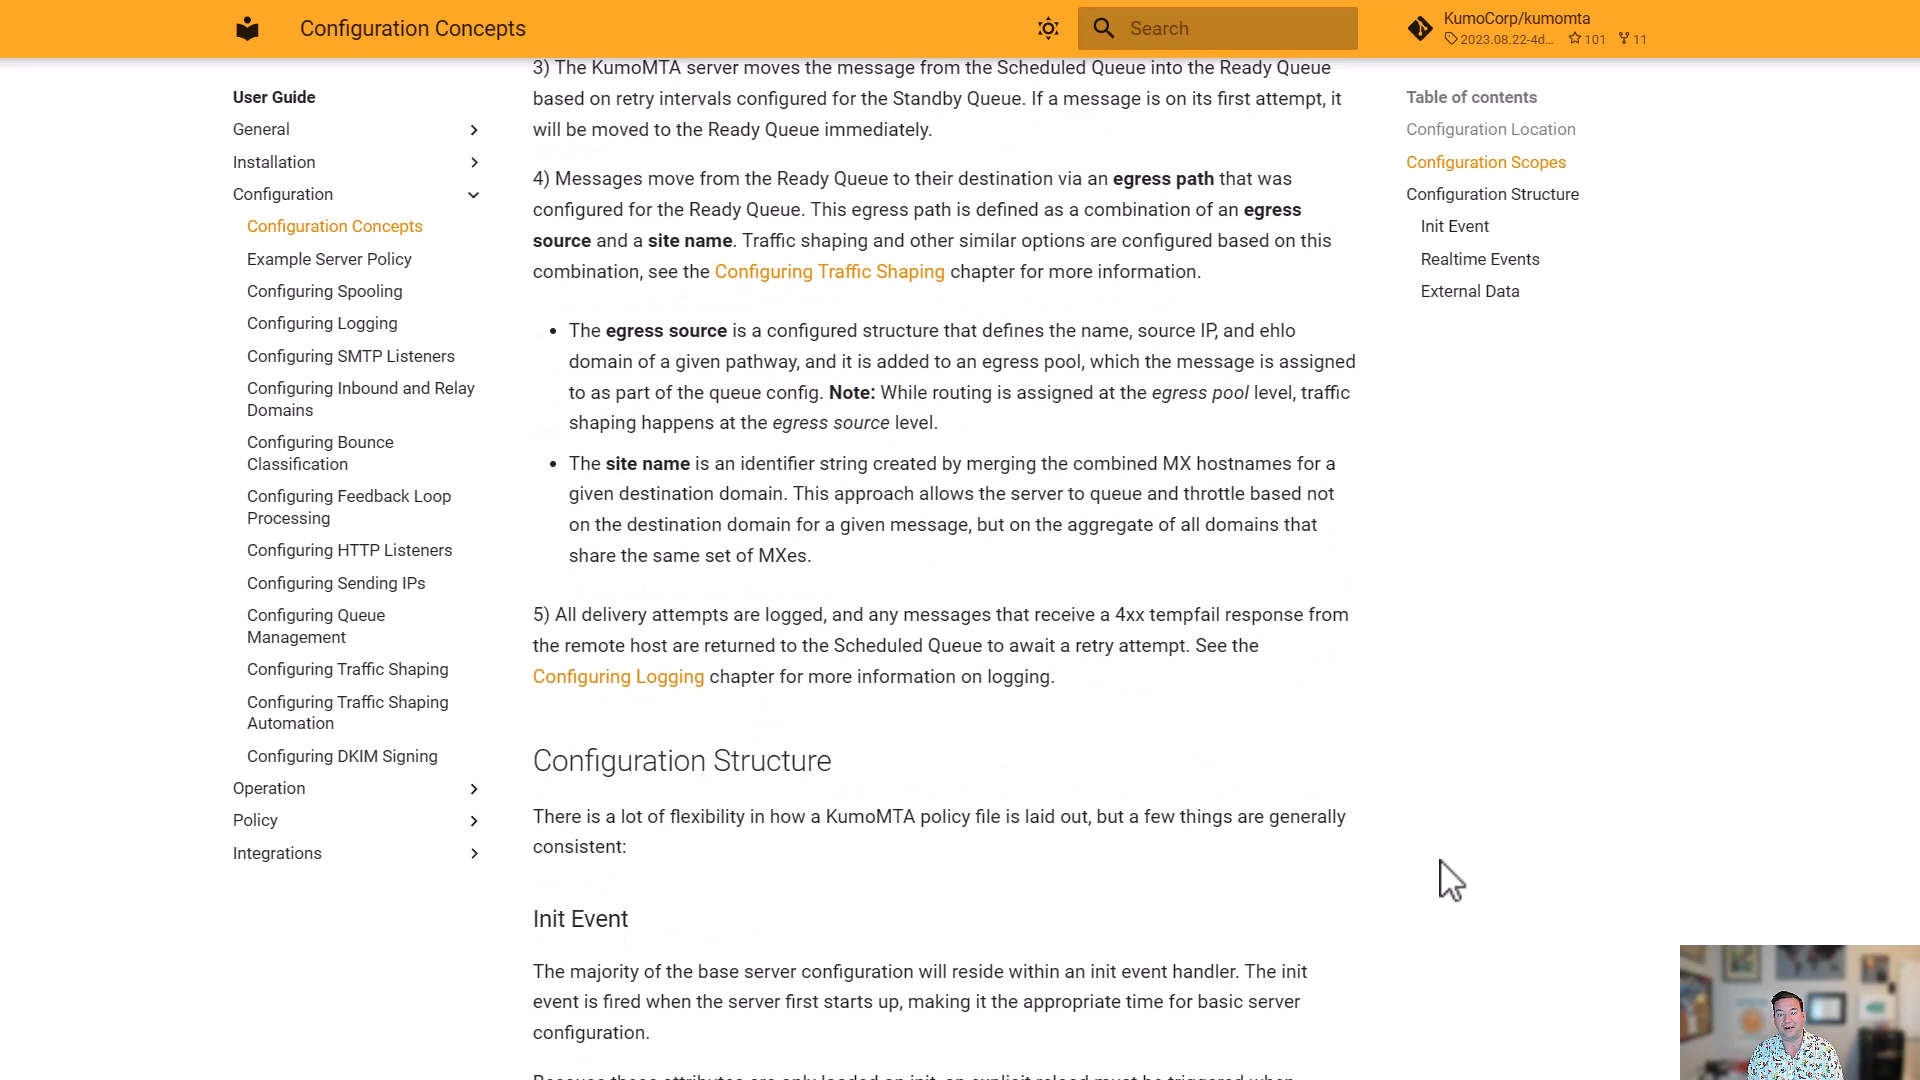 Configuration Concepts
Search
KumoCorp/kumomta
2023.08.22-4d... 101 11
User Guide
General
Installation
Configuration
Configuration Concepts
Example Server Policy
Configuring Spooling
Configuring Logging
Configuring SMTP Listeners
Configuring Inbound and Relay
Domains
Configuring Bounce
Classification
Configuring Feedback Loop
Processing
Configuring HTTP Listeners
Configuring Sending IPs
Configuring Queue
Management
Configuring Traffic Shaping
Configuring Traffic Shaping
Automation
Configuring DKIM Signing
Operation
Policy
Integrations
3) The KumoMTA server moves the message from the Scheduled Queue into the Ready Queue
based on retry intervals configured for the Standby Queue. If a message is on its first attempt, it
will be moved to the Ready Queue immediately.
4) Messages move from the Ready Queue to their destination via an egress path that was
configured for the Ready Queue. This egress path is defined as a combination of an egress
source and a site name. Traffic shaping and other similar options are configured based on this
combination, see the Configuring Traffic Shaping chapter for more information.
• The egress source is a configured structure that defines the name, source IP, and ehlo
domain of a given pathway, and it is added to an egress pool, which the message is assigned
to as part of the queue config. Note: While routing is assigned at the egress pool level, traffic
shaping happens at the egress source level.
• The site name is an identifier string created by merging the combined MX hostnames for a
given destination domain. This approach allows the server to queue and throttle based not
on the destination domain for a given message, but on the aggregate of all domains that
share the same set of MXes.
5) All delivery attempts are logged, and any messages that receive a 4xx tempfail response from
the remote host are returned to the Scheduled Queue to await a retry attempt. See the
Configuring Logging chapter for more information on logging.
Configuration Structure
There is a lot of flexibility in how a KumoMTA policy file is laid out, but a few things are generally
consistent:
Init Event
The majority of the base server configuration will reside within an init event handler. The init
event is fired when the server first starts up, making it the appropriate time for basic server
configuration.
Table of contents
Configuration Location
Configuration Scopes
Configuration Structure
Init Event
Realtime Events
External Data